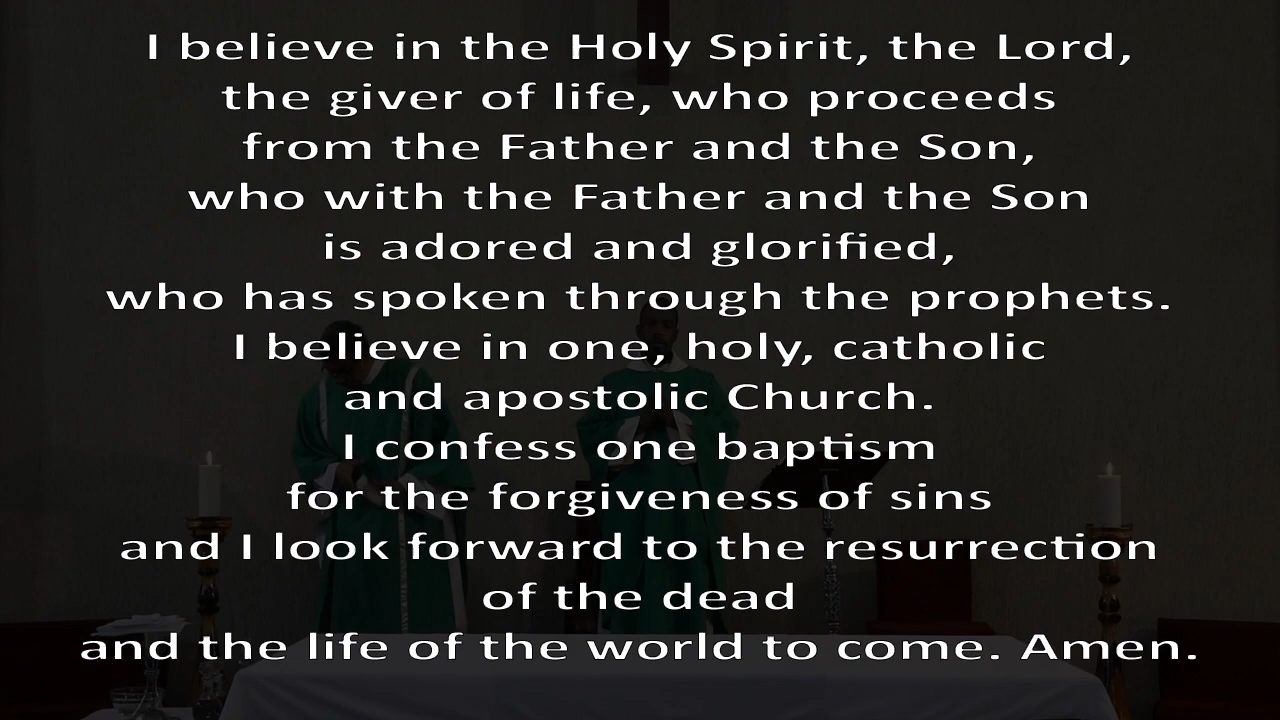 I believe in the Holy Spirit, the Lord,
the giver of life, who proceeds
from the Father and the Son,
who with the Father and the Son
is adored and glorified,
who has spoken through the prophets.
I believe in one, holy, catholic
and apostolic Church.
I confess one baptism
for the forgiveness of sins
and I look forward to the resurrection
of the dead
and the life of the world to come. Amen.